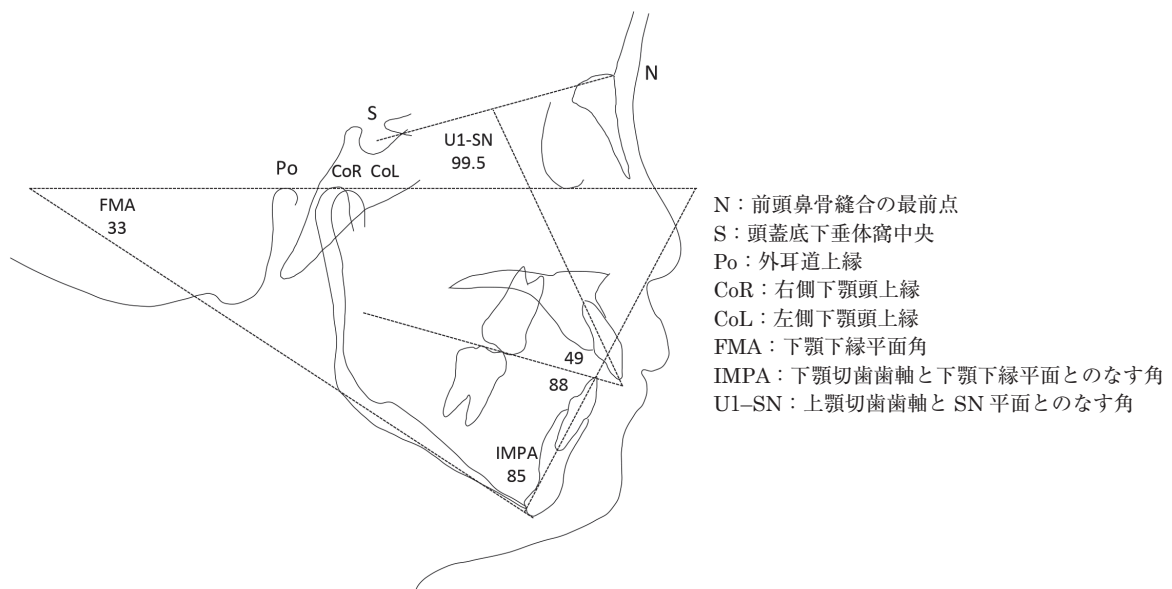 N
S
U1-SN
99.5
Po
CoR CoL
FMA
33
49
88
IMPA
85
N:前頭鼻骨縫合の最前点
S:頭蓋底下垂体窩中央
Po:外耳道上縁
CoR:右側下顎頭上縁
CoL:左側下顎頭上縁
FMA:下顎下縁平面角
IMPA:下顎切歯歯軸と下顎下縁平面とのなす角
U1–SN:上顎切歯歯軸と SN 平面とのなす角